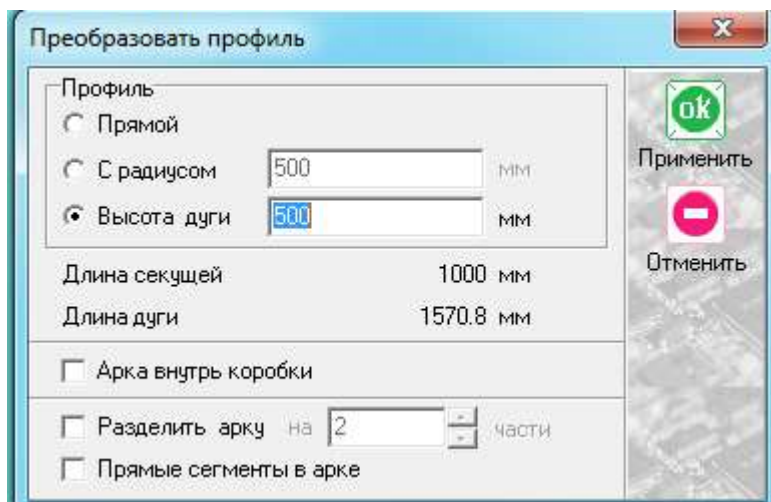 Преобразовать профиль
Профиль
Прямой
С радиусом 500 мм
Высота дуги 500 мм
Длина секущей 1000 мм
Длина дуги 1570.8 мм
Арка внутрь коробки
Разделить арку на 2 части
Прямые сегменты в арке
ok
Применить
Отменить